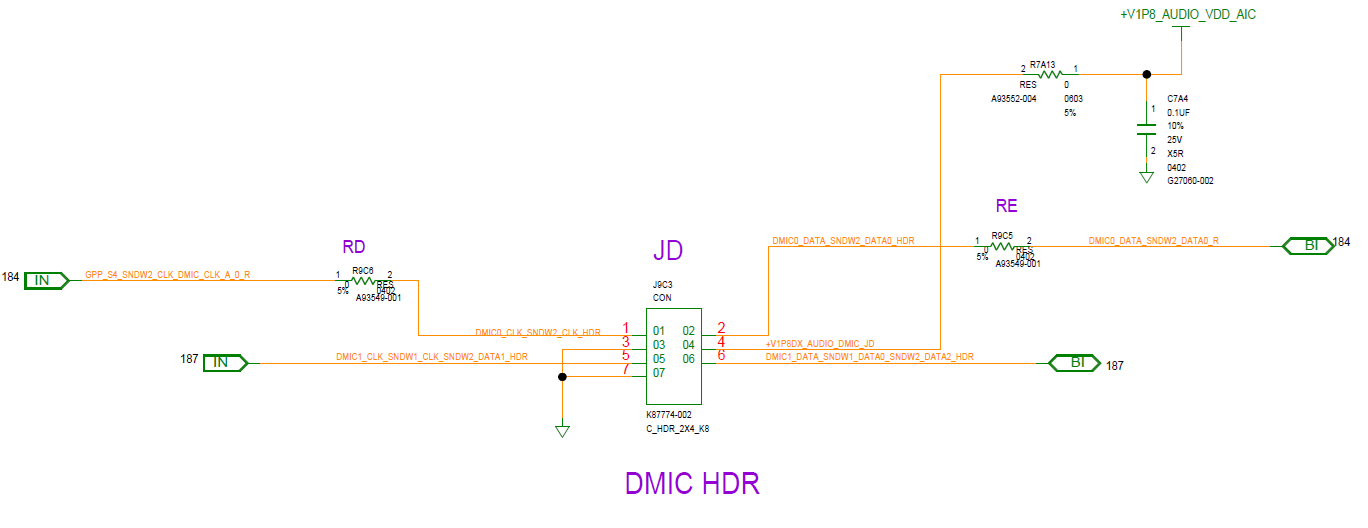 +V1P8_AUDIO_VDD_AIC
2 R7A13 1
RES 0
A93552-004 0603
5%
C7A4
1
0.1UF
10%
25V
2
X5R
0402
G27060-002
RE
DMIC0_DATA_SNDW2_DATA0_HDR
1 R9C5 2
0 RES
5% 0402
A93549-001
DMIC0_DATA_SNDW2_DATA0_R
BI 184
RD
JD
184 IN
GPP_S4_SNDW2_CLK_DMIC_CLK_A_0_R
1 R9C6 2
0 RES
5% 0402
A93549-001
J9C3
CON
DMIC0_CLK_SNDW2_CLK_HDR
1 01 02 2
3 03 04 4
+V1P8DX_AUDIO_DMIC_JD
187 IN
DMIC1_CLK_SNDW1_CLK_SNDW2_DATA1_HDR
5 05 06 6
DMIC1_DATA_SNDW1_DATA0_SNDW2_DATA2_HDR
BI 187
7 07
K87774-002
C_HDR_2X4_K8
DMIC HDR